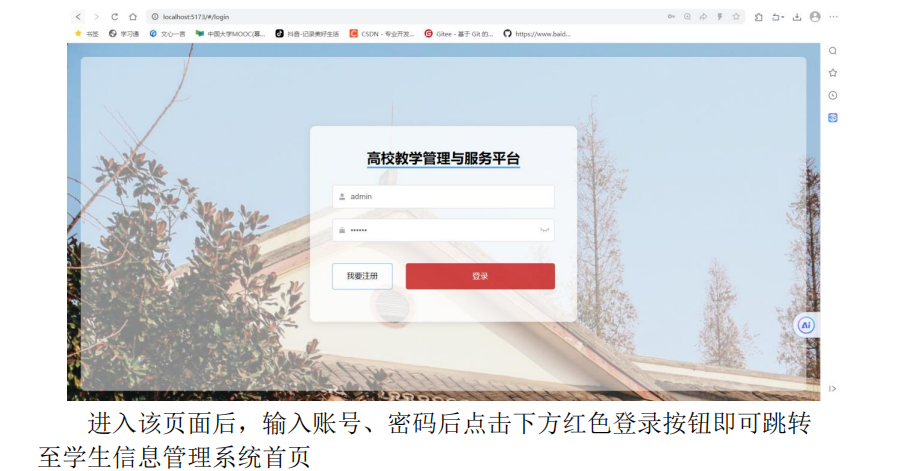 localhost:5173/#/login
书签 学习通 文心一言 中国大学MOOC(慕... 抖音-记录美好生活 CSDN - 专业开发... Gitee - 基于 Git 的... https://www.baid...
高校教学管理与服务平台
admin
••••••
我要注册 登录
Ai
进入该页面后，输入账号、密码后点击下方红色登录按钮即可跳转
至学生信息管理系统首页